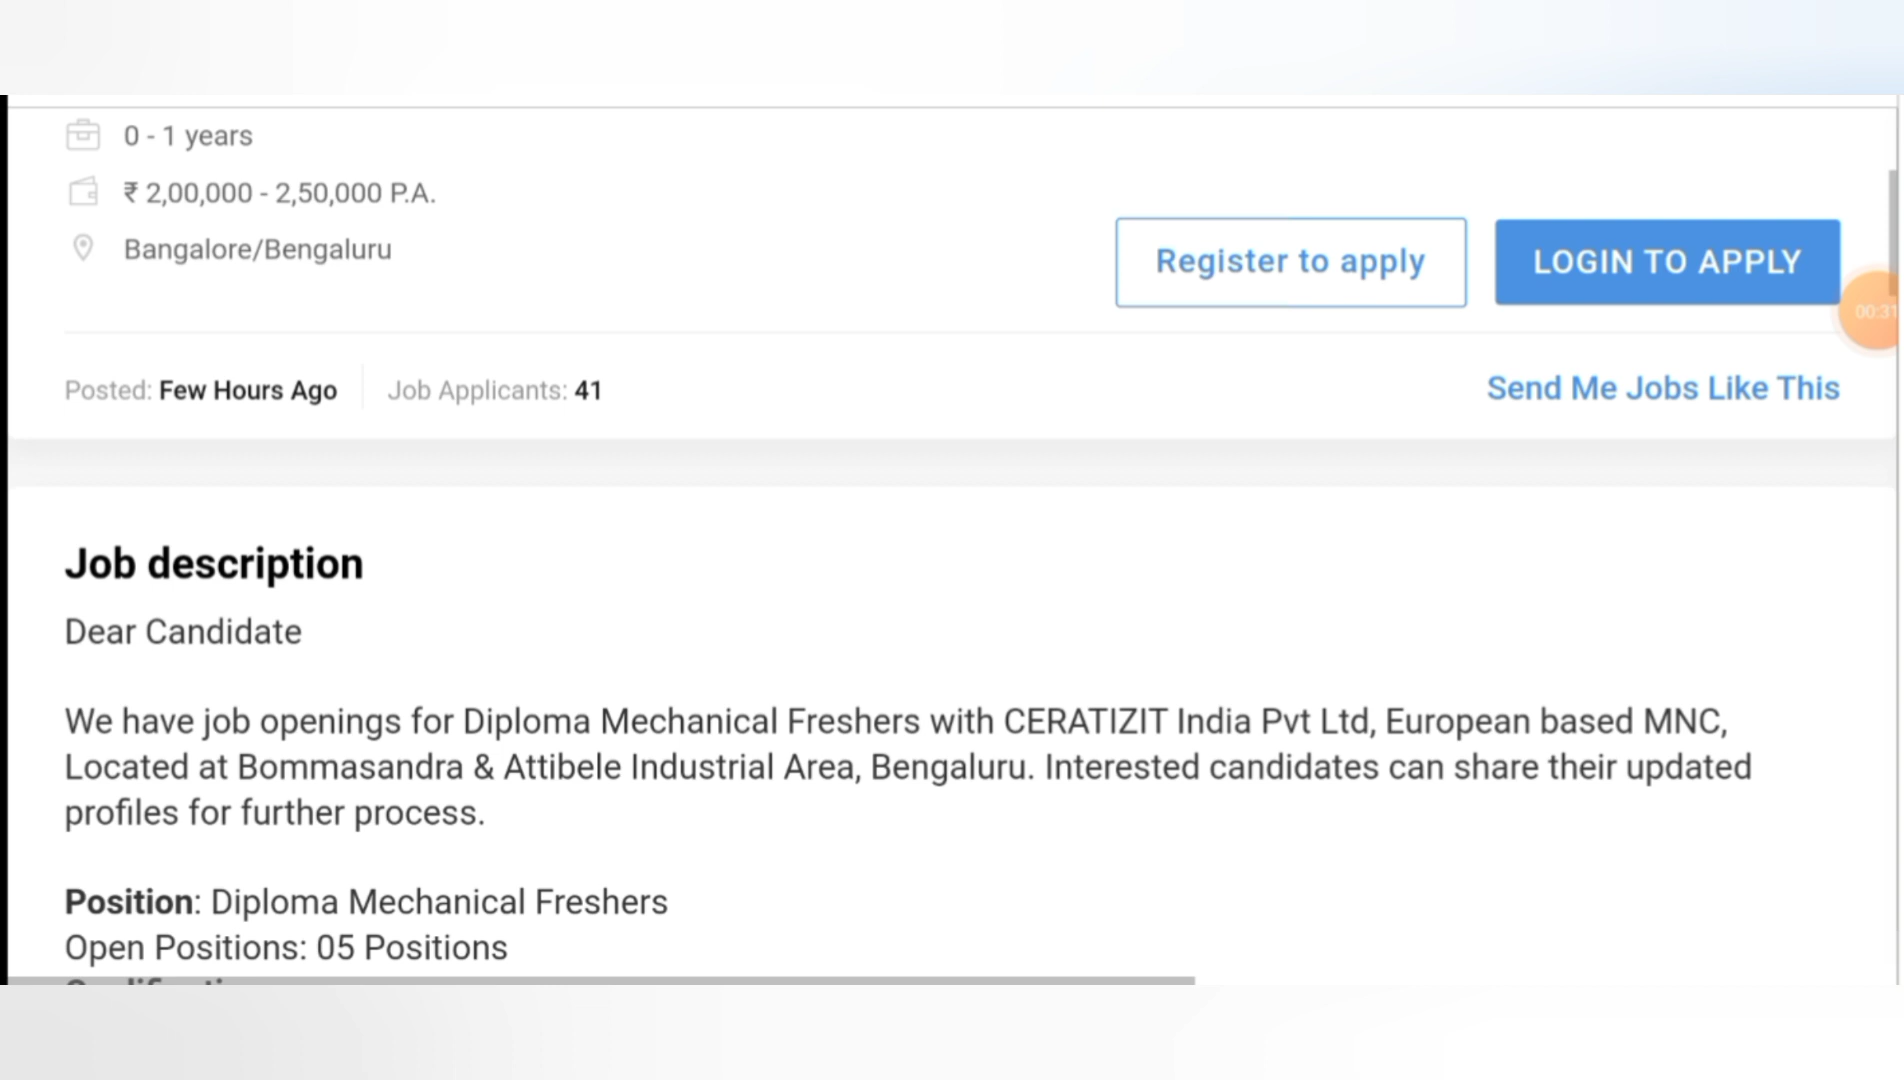 0 - 1 years
₹ 2,00,000 - 2,50,000 P.A.
Bangalore/Bengaluru
Register to apply
LOGIN TO APPLY
00:31
Posted: Few Hours Ago
Job Applicants: 41
Send Me Jobs Like This
Job description
Dear Candidate
We have job openings for Diploma Mechanical Freshers with CERATIZIT India Pvt Ltd, European based MNC,
Located at Bommasandra & Attibele Industrial Area, Bengaluru. Interested candidates can share their updated
profiles for further process.
Position: Diploma Mechanical Freshers
Open Positions: 05 Positions